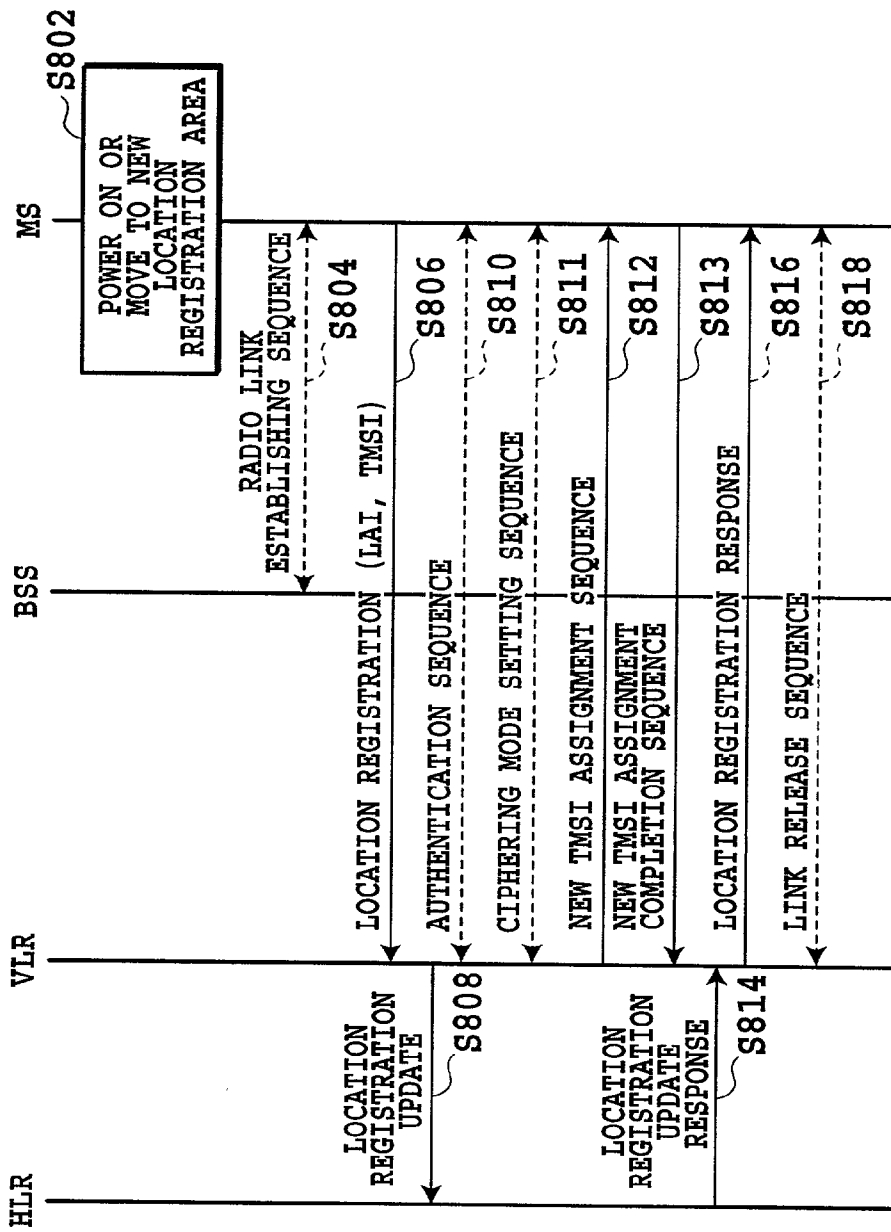 HLR
VLR
BSS
MS
POWER ON OR
MOVE TO NEW
LOCATION
REGISTRATION AREA
S802
RADIO LINK
ESTABLISHING SEQUENCE
S804
LOCATION REGISTRATION (LAI, TMSI)
S806
LOCATION
REGISTRATION
UPDATE
S808
AUTHENTICATION SEQUENCE
S810
CIPHERING MODE SETTING SEQUENCE
S811
NEW TMSI ASSIGNMENT SEQUENCE
S812
NEW TMSI ASSIGNMENT
COMPLETION SEQUENCE
S813
LOCATION
REGISTRATION
UPDATE
RESPONSE
S814
LOCATION REGISTRATION RESPONSE
S816
LINK RELEASE SEQUENCE
S818